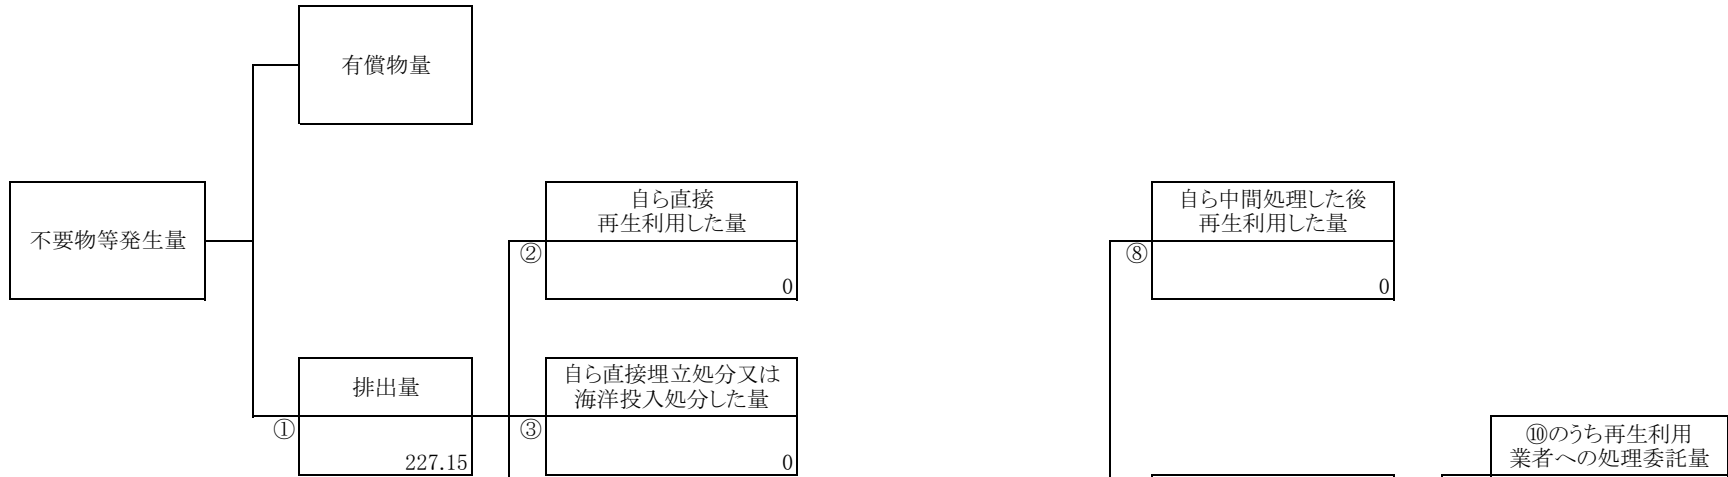 有償物量
不要物等発生量
自ら直接
再生利用した量
②
0
自ら中間処理した後
再生利用した量
⑧
0
排出量
①
227.15
自ら直接埋立処分又は
海洋投入処分した量
③
0
⑩のうち再生利用
業者への処理委託量